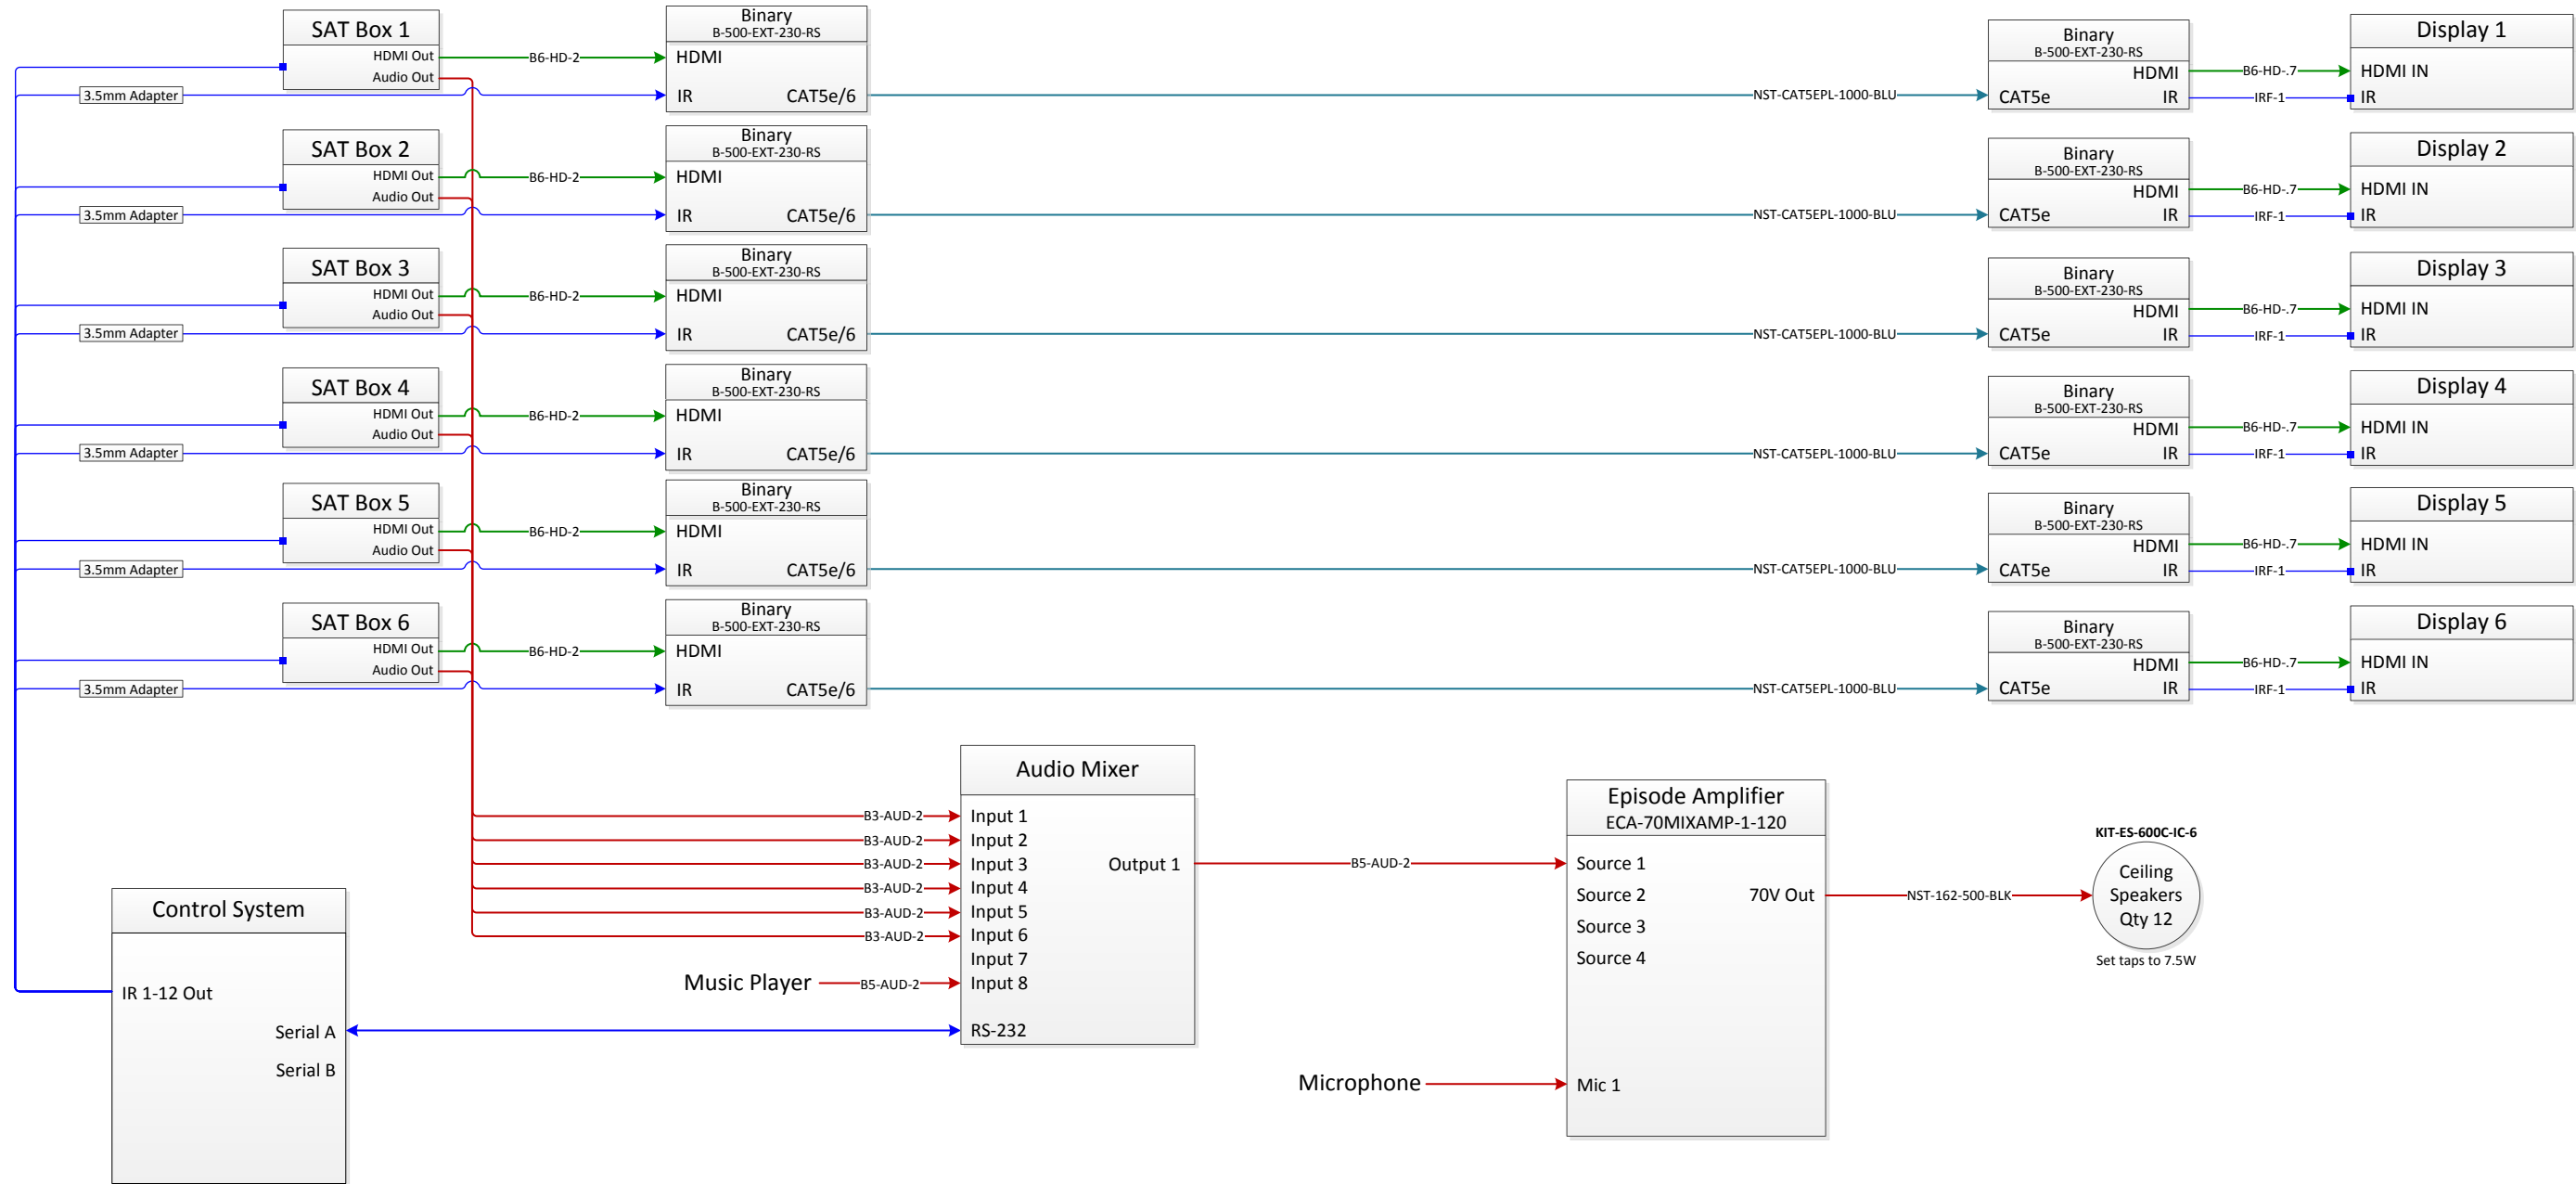 SAT Box 1
HDMI Out
Audio Out
3.5mm Adapter
B6-HD-2
Binary
B-500-EXT-230-RS
HDMI
IR CAT5e/6
NST-CAT5EPL-1000-BLU
Binary
B-500-EXT-230-RS
HDMI
CAT5e IR
B6-HD-.7
IRF-1
Display 1
HDMI IN
IR
SAT Box 2
HDMI Out
Audio Out
3.5mm Adapter
B6-HD-2
Binary
B-500-EXT-230-RS
HDMI
IR CAT5e/6
NST-CAT5EPL-1000-BLU
Binary
B-500-EXT-230-RS
HDMI
CAT5e IR
B6-HD-.7
IRF-1
Display 2
HDMI IN
IR
SAT Box 3
HDMI Out
Audio Out
3.5mm Adapter
B6-HD-2
Binary
B-500-EXT-230-RS
HDMI
IR CAT5e/6
NST-CAT5EPL-1000-BLU
Binary
B-500-EXT-230-RS
HDMI
CAT5e IR
B6-HD-.7
IRF-1
Display 3
HDMI IN
IR
SAT Box 4
HDMI Out
Audio Out
3.5mm Adapter
B6-HD-2
Binary
B-500-EXT-230-RS
HDMI
IR CAT5e/6
NST-CAT5EPL-1000-BLU
Binary
B-500-EXT-230-RS
HDMI
CAT5e IR
B6-HD-.7
IRF-1
Display 4
HDMI IN
IR
SAT Box 5
HDMI Out
Audio Out
3.5mm Adapter
B6-HD-2
Binary
B-500-EXT-230-RS
HDMI
IR CAT5e/6
NST-CAT5EPL-1000-BLU
Binary
B-500-EXT-230-RS
HDMI
CAT5e IR
B6-HD-.7
IRF-1
Display 5
HDMI IN
IR
SAT Box 6
HDMI Out
Audio Out
3.5mm Adapter
B6-HD-2
Binary
B-500-EXT-230-RS
HDMI
IR CAT5e/6
NST-CAT5EPL-1000-BLU
Binary
B-500-EXT-230-RS
HDMI
CAT5e IR
B6-HD-.7
IRF-1
Display 6
HDMI IN
IR
Control System
IR 1-12 Out
Serial A
Serial B
Audio Mixer
B3-AUD-2 Input 1
B3-AUD-2 Input 2
B3-AUD-2 Input 3
B3-AUD-2 Input 4
B3-AUD-2 Input 5
B3-AUD-2 Input 6
Input 7
Music Player B5-AUD-2 Input 8
RS-232
Output 1
B5-AUD-2
Episode Amplifier
ECA-70MIXAMP-1-120
Source 1
Source 2
Source 3
Source 4
70V Out
Microphone
Mic 1
NST-162-500-BLK
KIT-ES-600C-IC-6
Ceiling
Speakers
Qty 12
Set taps to 7.5W